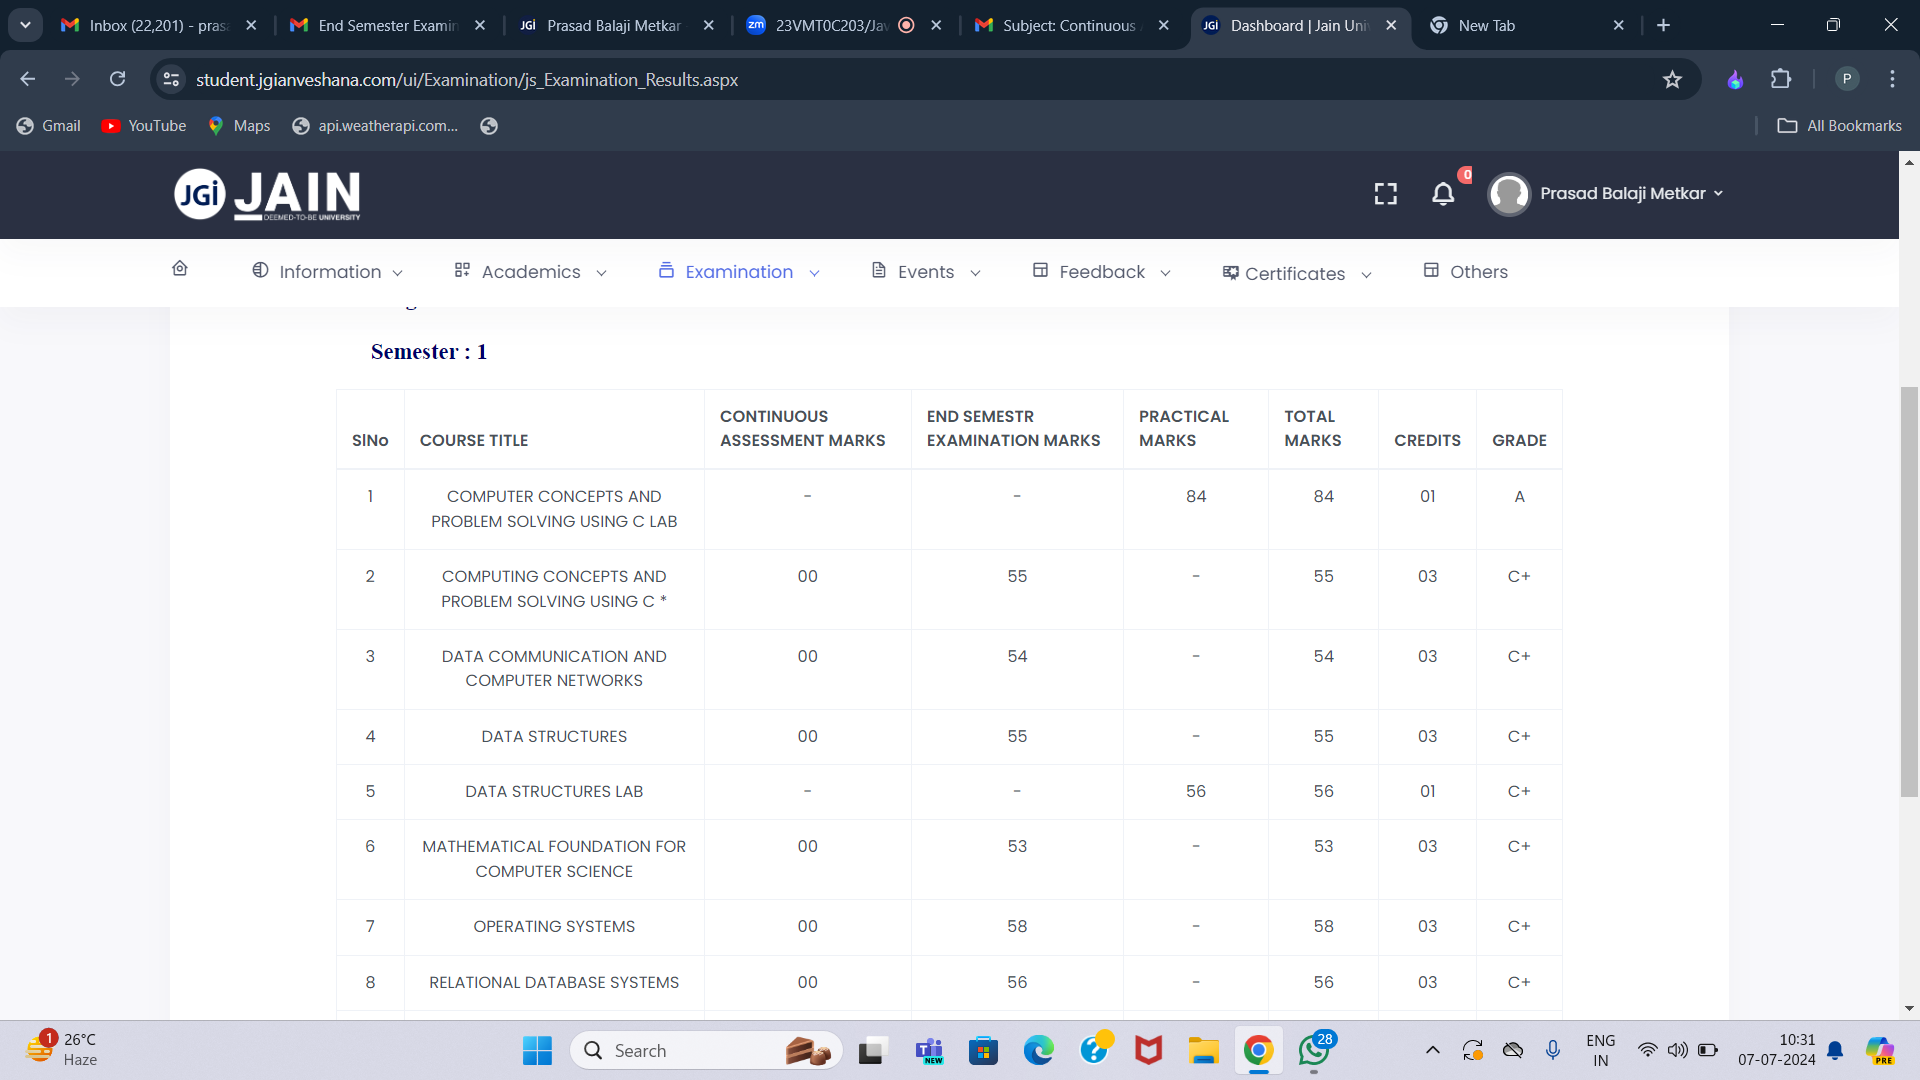 Inbox (22,201) - pras
End Semester Examin
JGi Prasad Balaji Metkar
zm 23VMT0C203/Jav
Subject: Continuous A
JGi Dashboard | Jain Uni
New Tab
student.jgianveshana.com/ui/Examination/js_Examination_Results.aspx
P
Gmail YouTube Maps api.weatherapi.com... All Bookmarks
JGi JAIN
DEEMED-TO-BE UNIVERSITY
0
Prasad Balaji Metkar
Information Academics Examination Events Feedback Certificates Others
Semester : 1
SlNo COURSE TITLE CONTINUOUS ASSESSMENT MARKS END SEMESTR EXAMINATION MARKS PRACTICAL MARKS TOTAL MARKS CREDITS GRADE
1 COMPUTER CONCEPTS AND PROBLEM SOLVING USING C LAB - - 84 84 01 A
2 COMPUTING CONCEPTS AND PROBLEM SOLVING USING C * 00 55 - 55 03 C+
3 DATA COMMUNICATION AND COMPUTER NETWORKS 00 54 - 54 03 C+
4 DATA STRUCTURES 00 55 - 55 03 C+
5 DATA STRUCTURES LAB - - 56 56 01 C+
6 MATHEMATICAL FOUNDATION FOR COMPUTER SCIENCE 00 53 - 53 03 C+
7 OPERATING SYSTEMS 00 58 - 58 03 C+
8 RELATIONAL DATABASE SYSTEMS 00 56 - 56 03 C+
1
26°C
Haze
Search
NEW
28
ENG
IN
10:31
07-07-2024
PRE